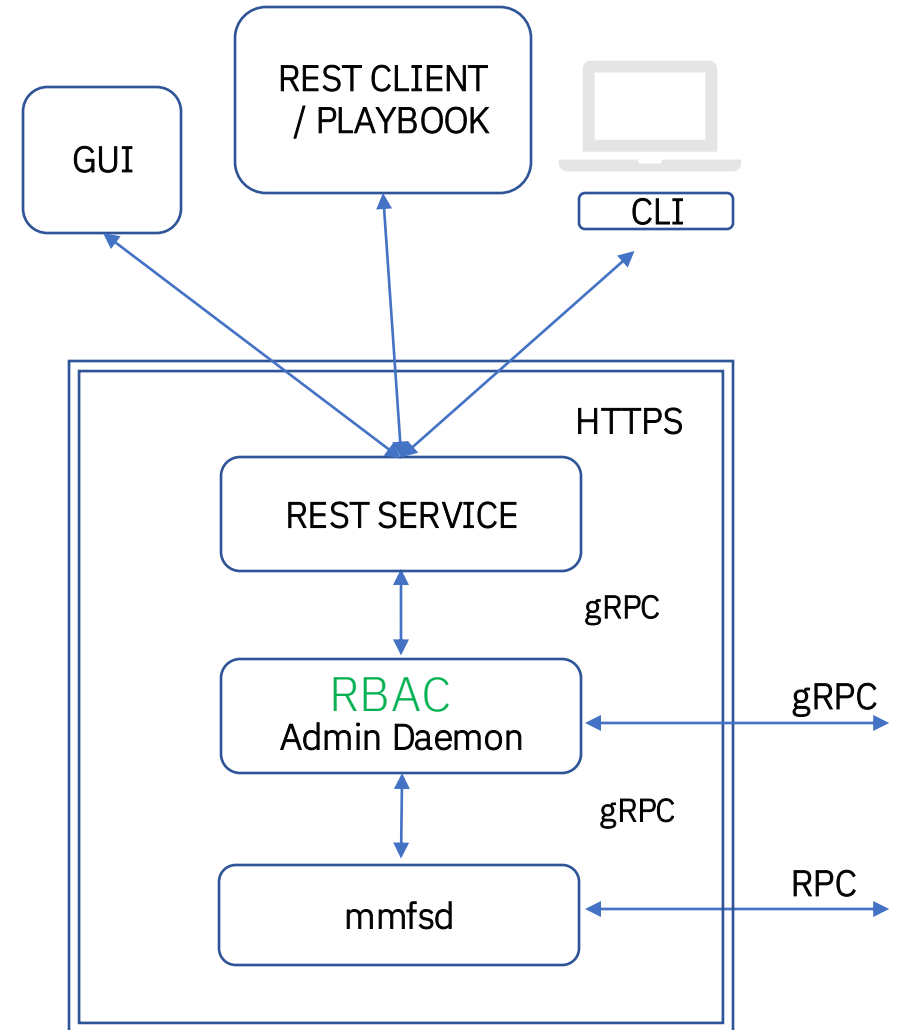 REST CLIENT
/ PLAYBOOK
GUI
CLI
HTTPS
REST SERVICE
gRPC
RBAC
Admin Daemon
gRPC
gRPC
mmfsd
RPC